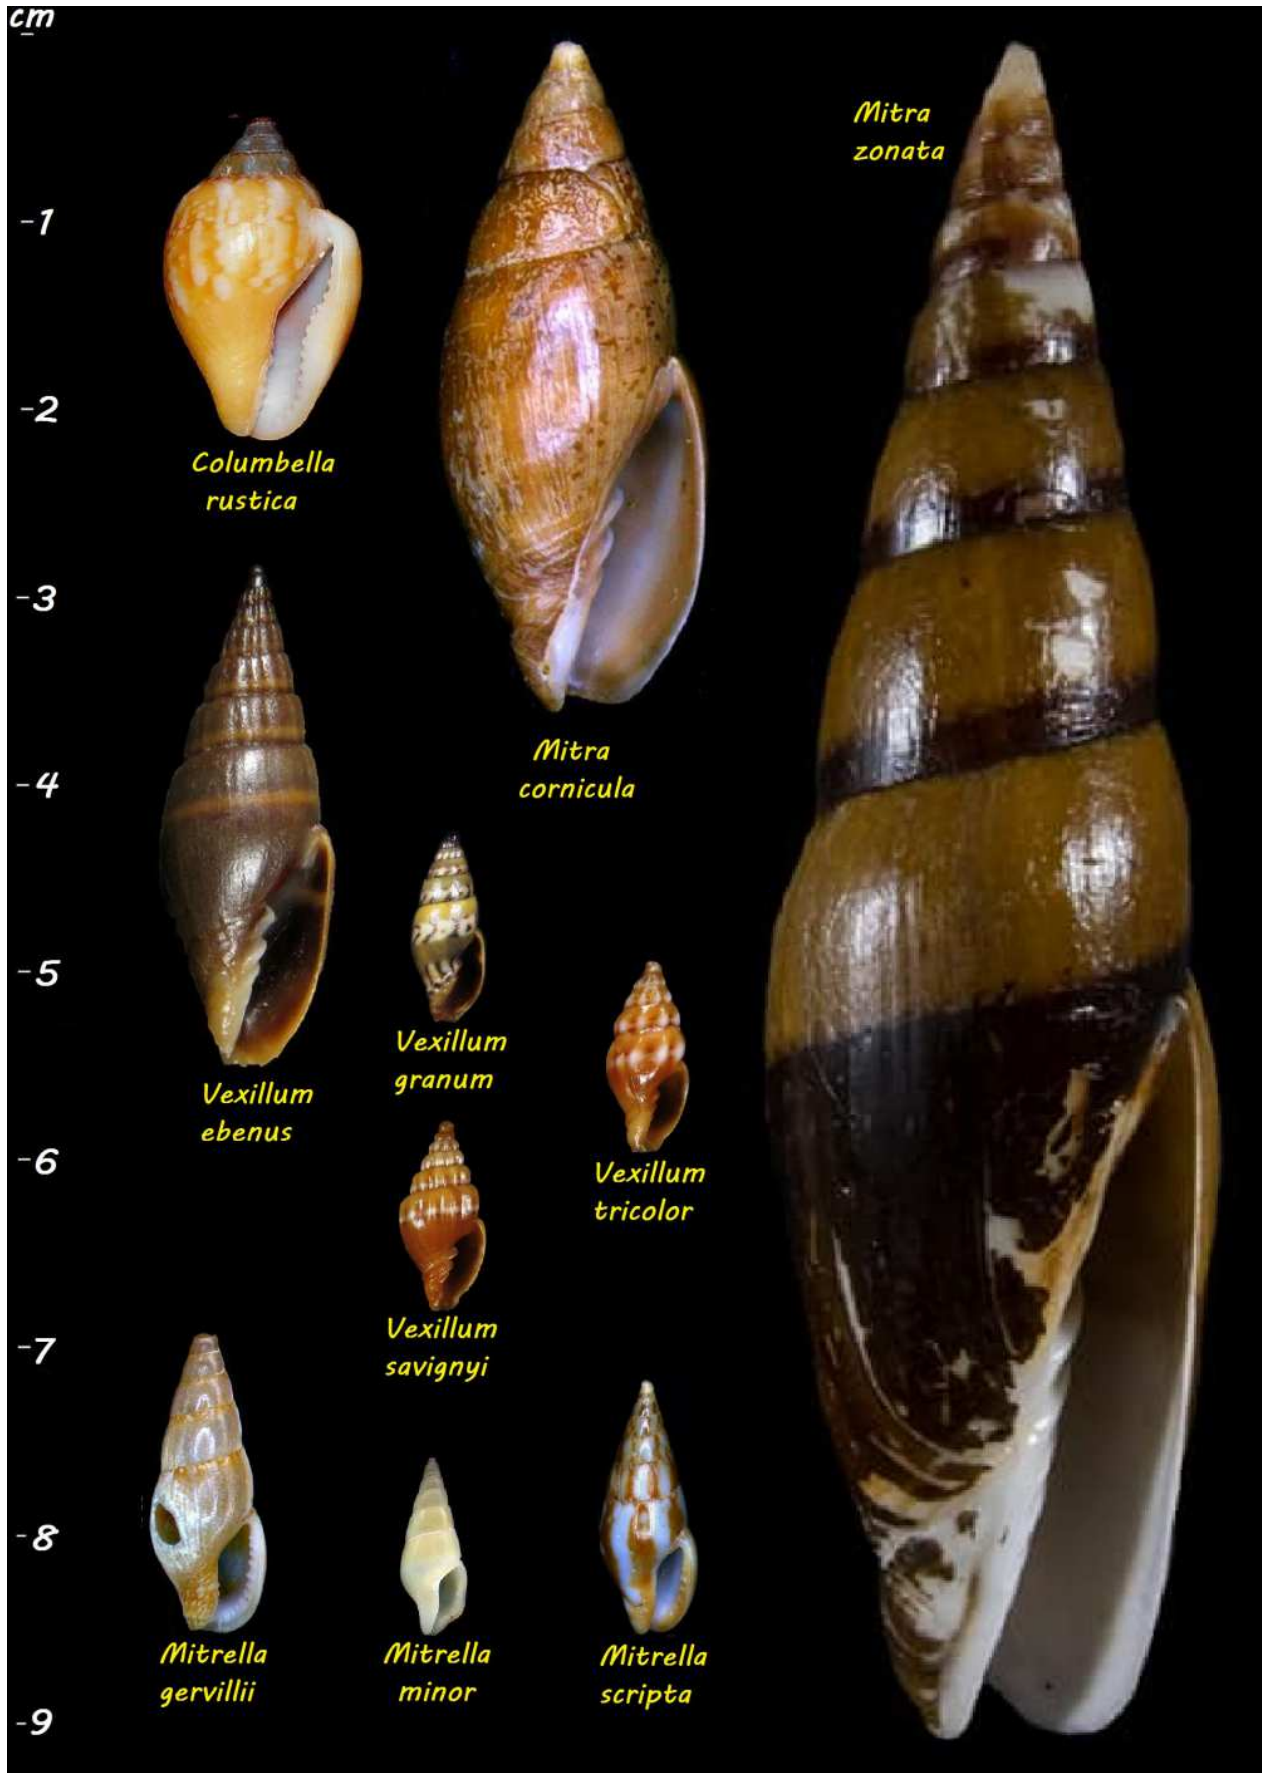 cm
Mitra
zonata
-1
-2
Columbella
rustica
-3
Mitra
cornicula
-4
-5
Vexillum
granum
Vexillum
ebenus
-6
Vexillum
tricolor
Vexillum
savignyi
-7
-8
Mitrella
gervillii
Mitrella
minor
Mitrella
scripta
-9